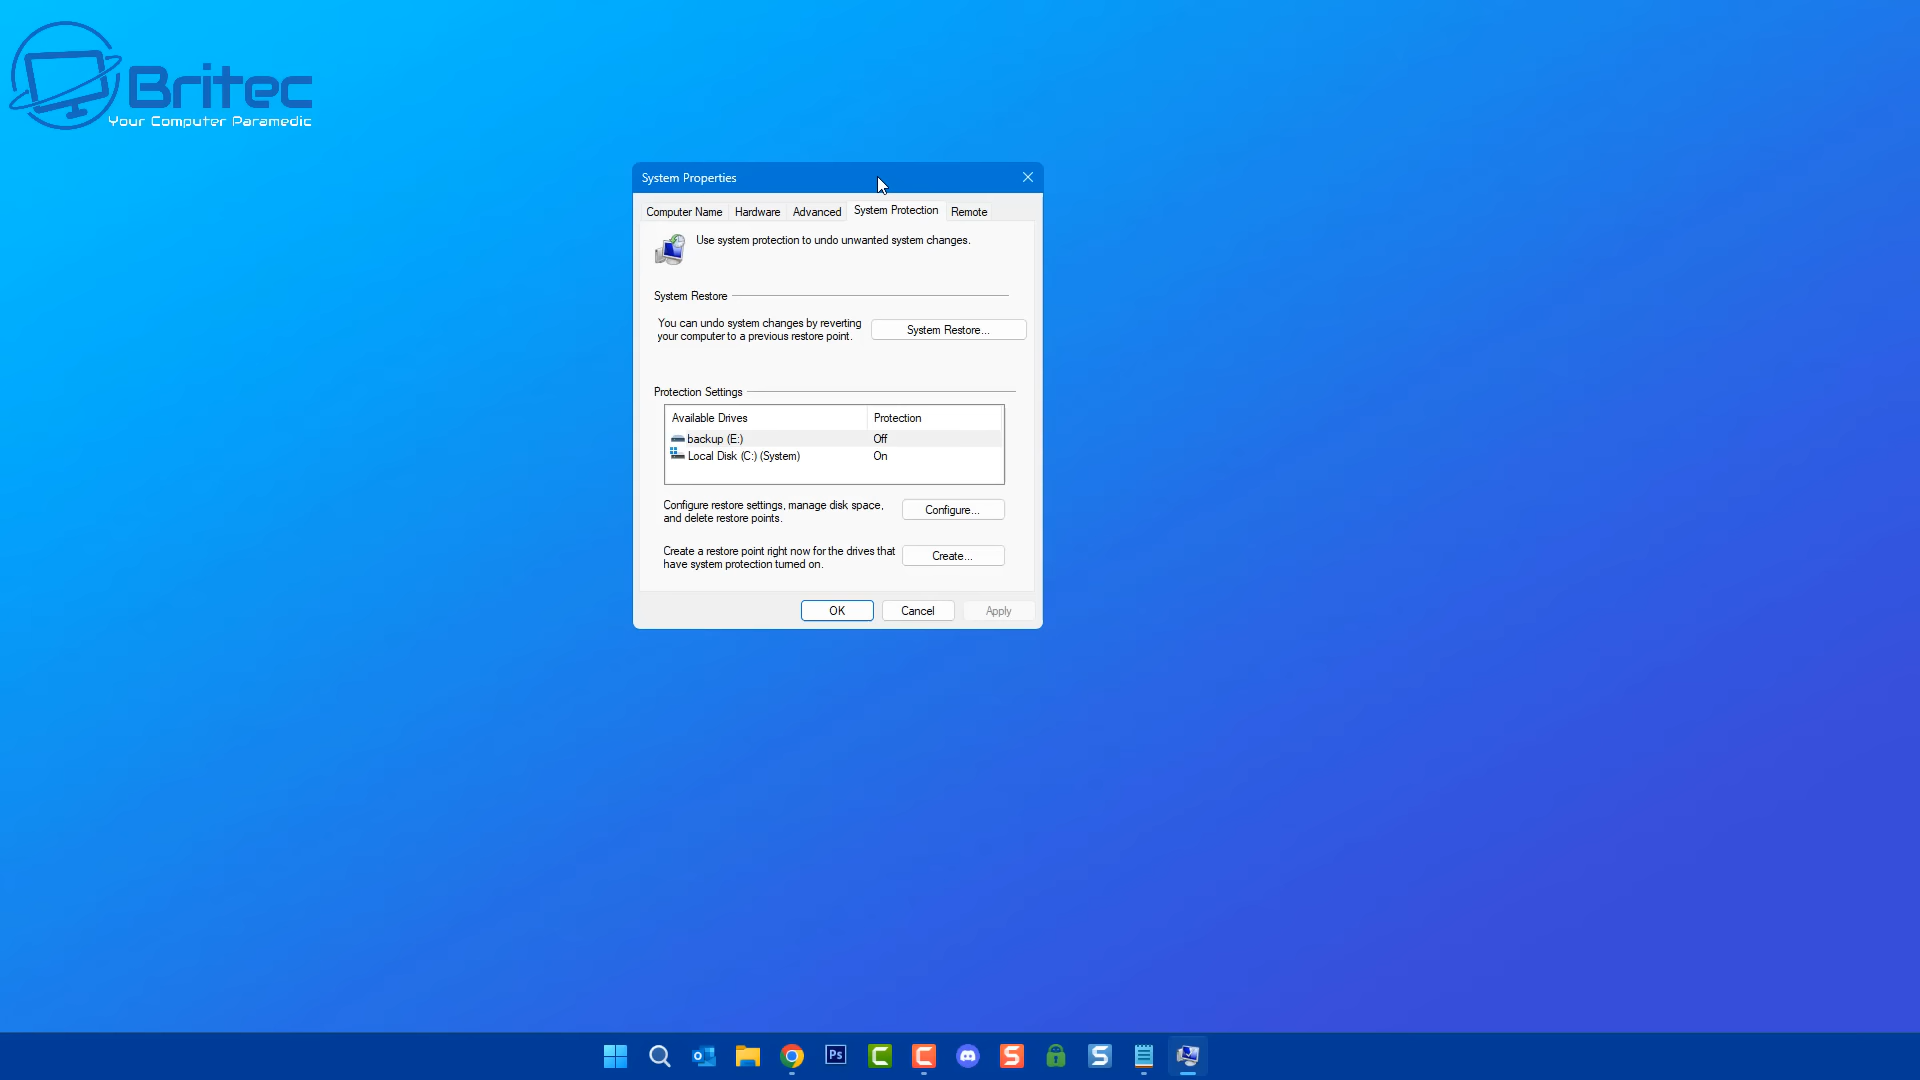 Britec
Your Computer Paramedic
System Properties
Computer Name Hardware Advanced System Protection Remote
Use system protection to undo unwanted system changes.
System Restore
You can undo system changes by reverting
your computer to a previous restore point.
System Restore...
Protection Settings
Available Drives Protection
backup (E:) Off
Local Disk (C:) (System) On
Configure restore settings, manage disk space,
and delete restore points.
Configure...
Create a restore point right now for the drives that
have system protection turned on.
Create...
OK Cancel Apply
Ps